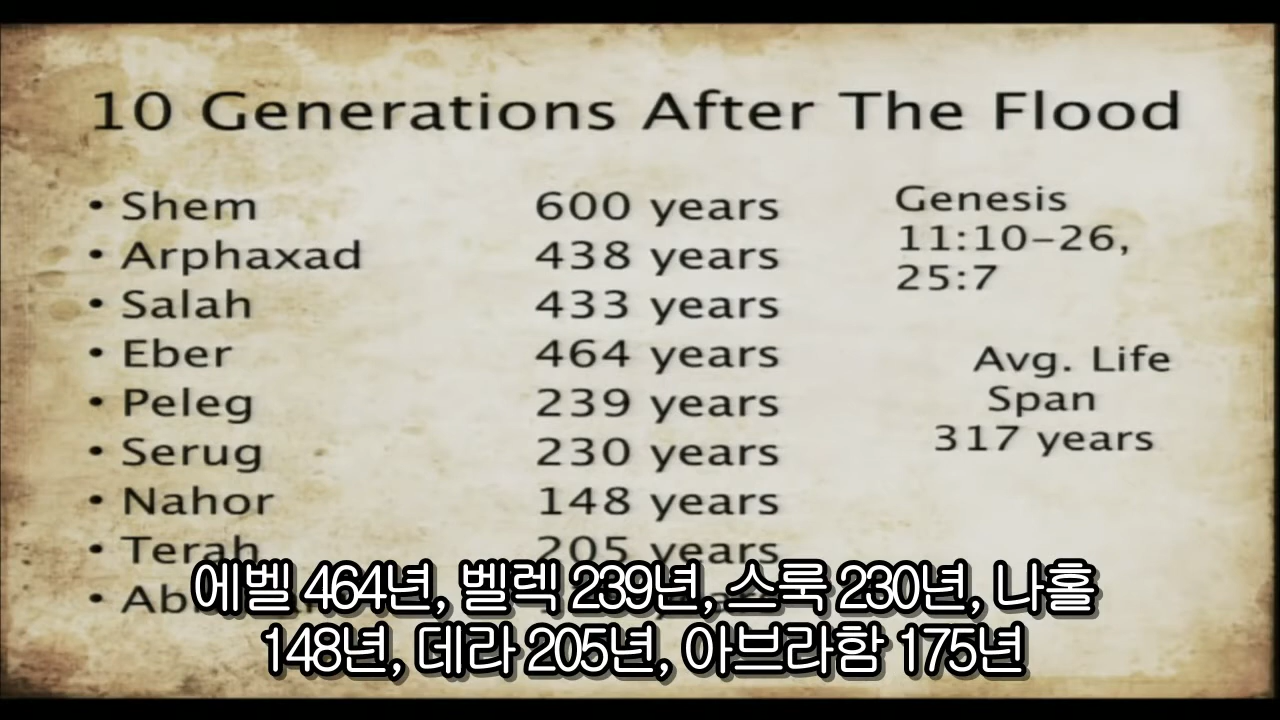 10 Generations After The Flood
• Shem 600 years
• Arphaxad 438 years
• Salah 433 years
• Eber 464 years
• Peleg 239 years
• Serug 230 years
• Nahor 148 years
• Terah 205 years
Genesis
11:10–26,
25:7
Avg. Life
Span
317 years
에벨 464년, 벨렉 239년, 스룩 230년, 나홀
148년, 데라 205년, 아브라함 175년